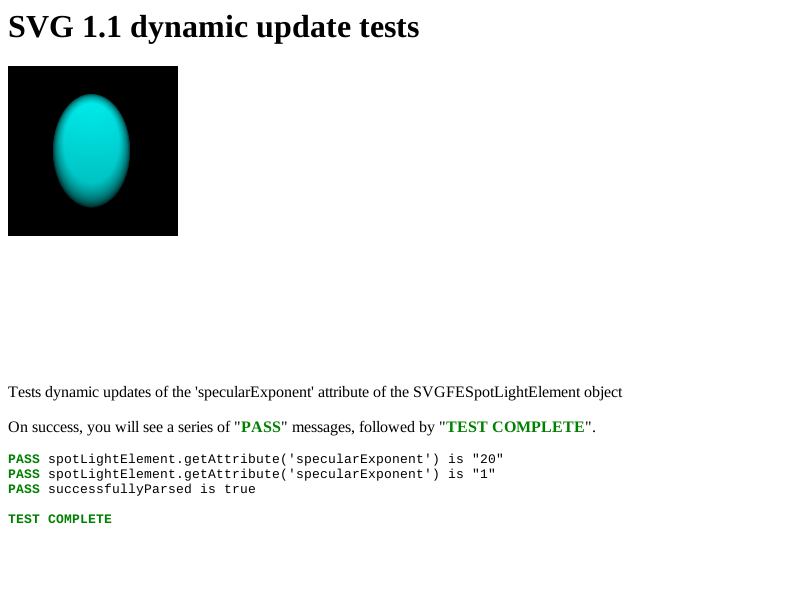 SVG 1.1 dynamic update tests
Tests dynamic updates of the 'specularExponent' attribute of the SVGFESpotLightElement object
On success, you will see a series of "PASS" messages, followed by "TEST COMPLETE".
PASS spotLightElement.getAttribute('specularExponent') is "20"
PASS spotLightElement.getAttribute('specularExponent') is "1"
PASS successfullyParsed is true
TEST COMPLETE